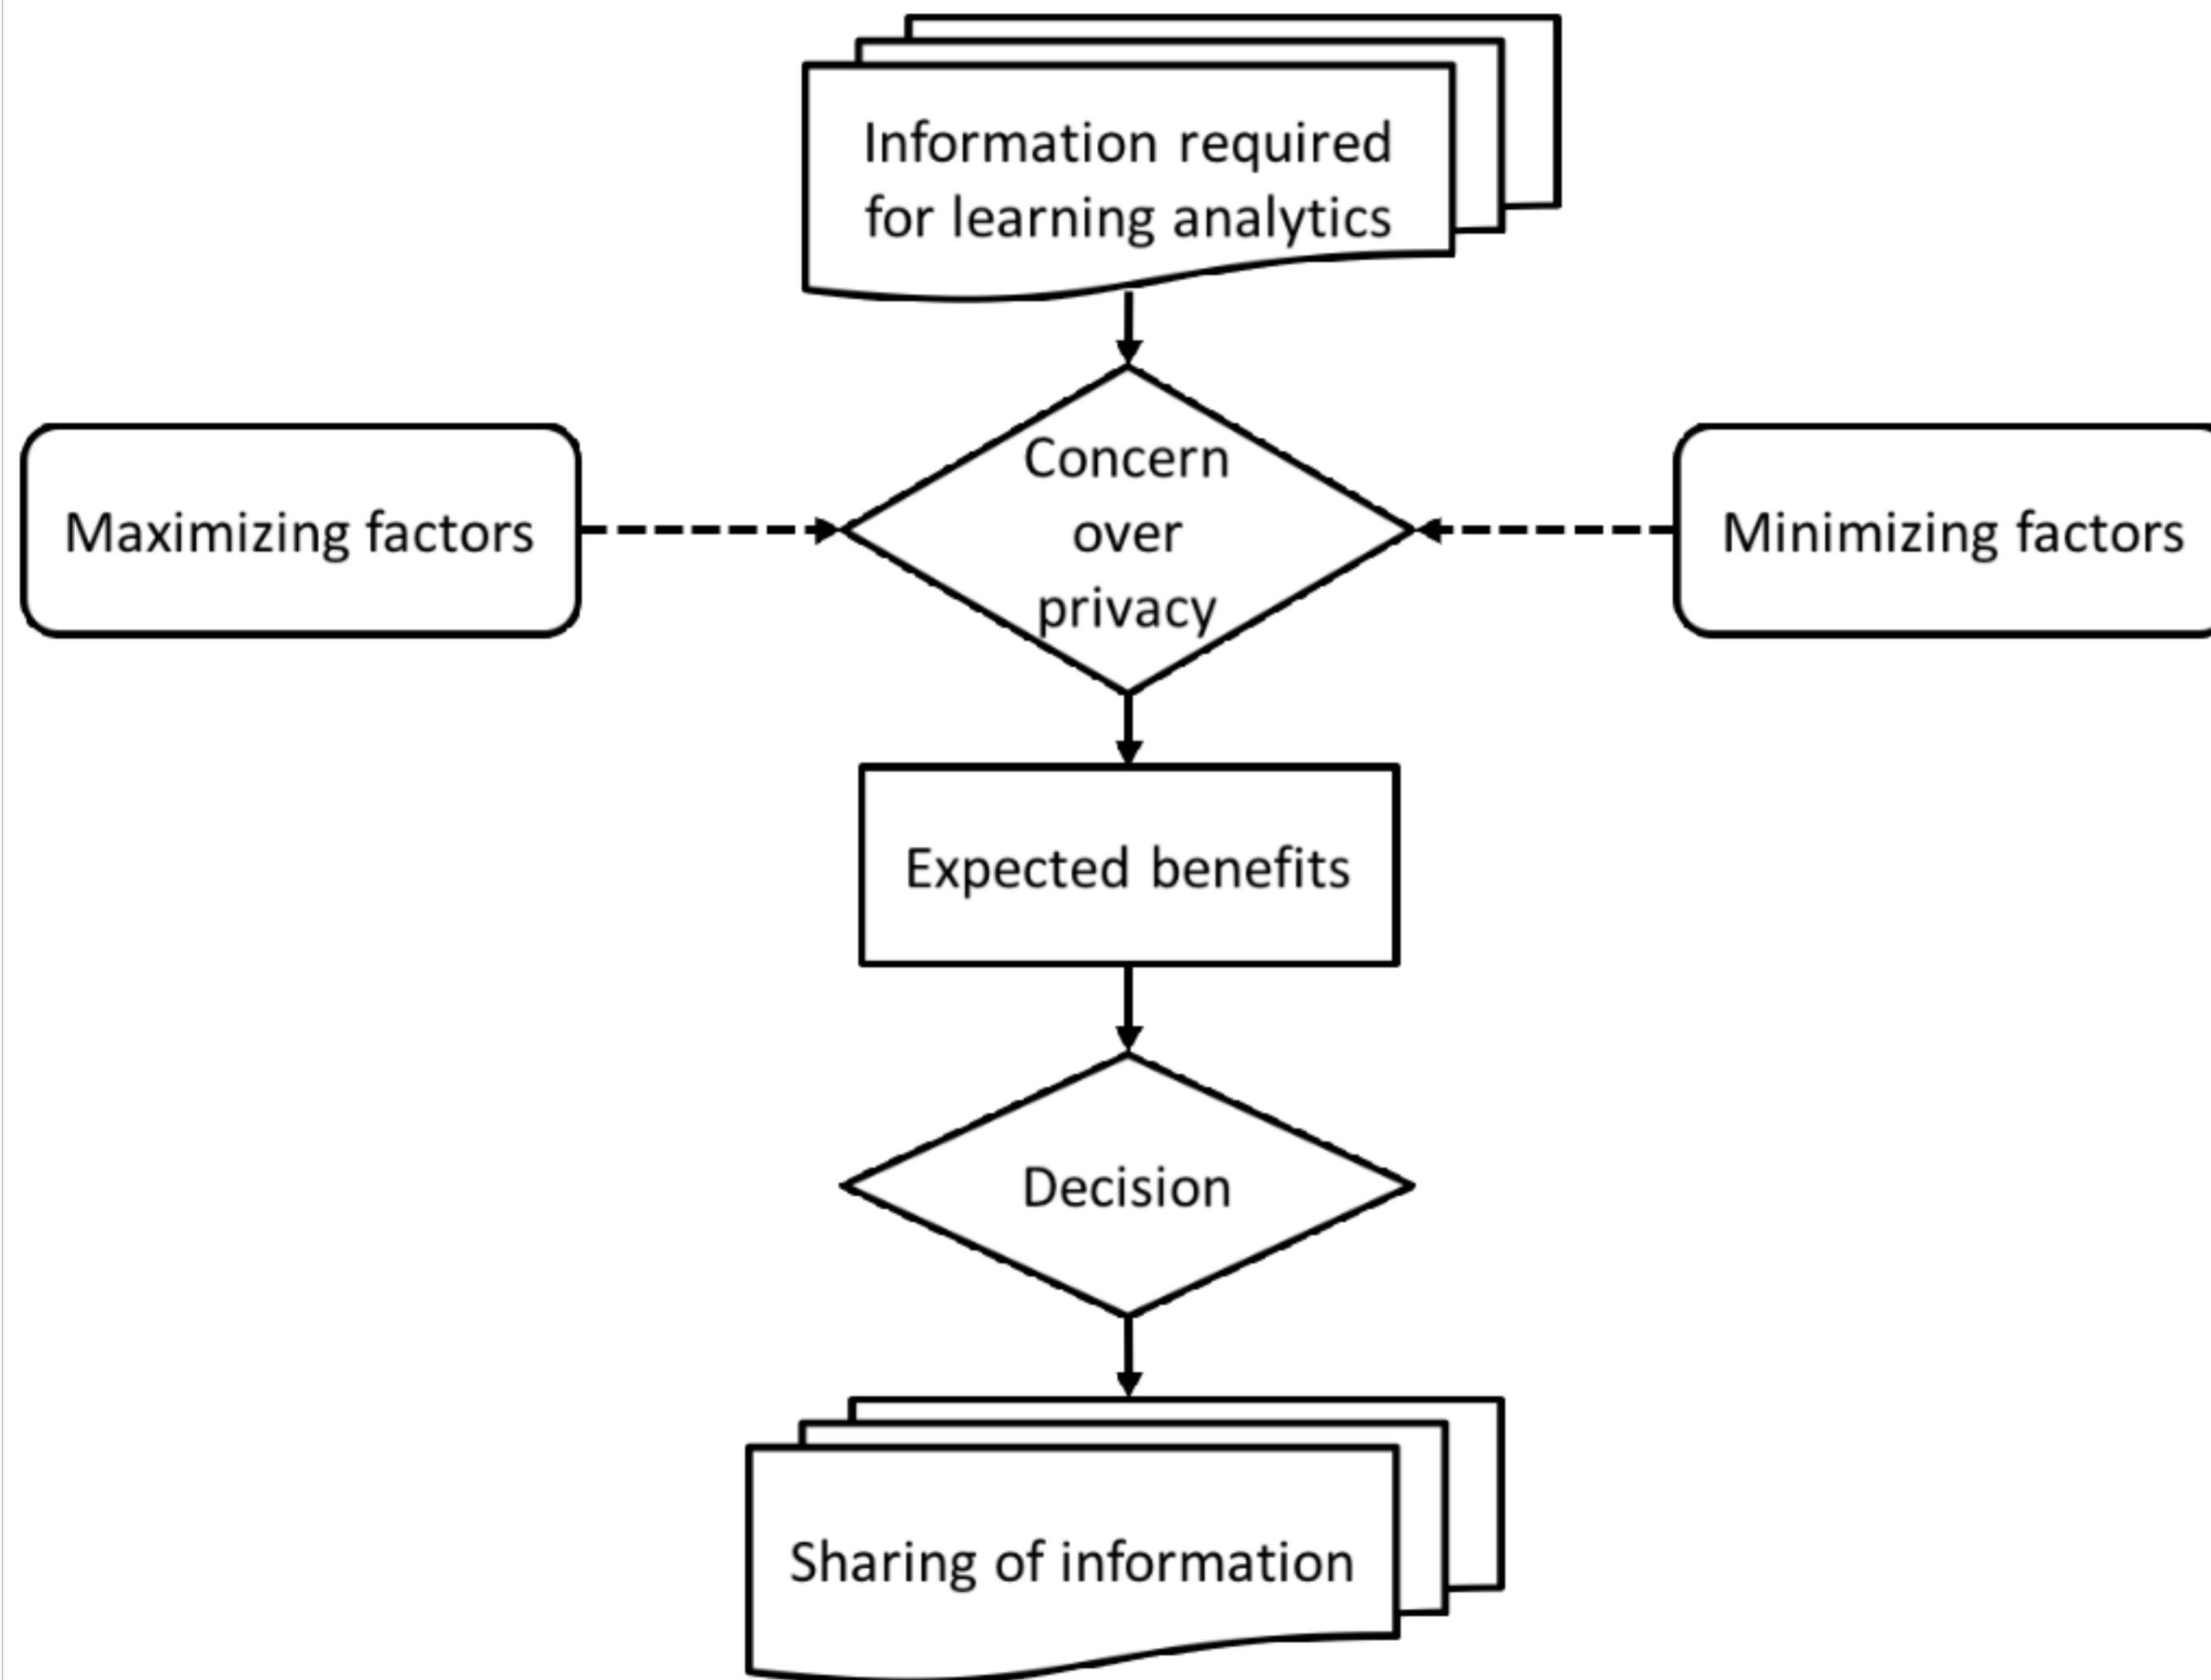 Information required
for learning analytics
Concern
over
privacy
Maximizing factors
Minimizing factors
Expected benefits
Decision
Sharing of information